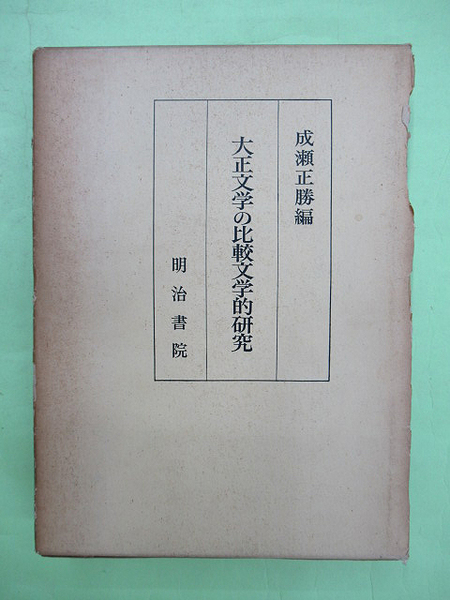 成瀬正勝編
大正文学の比較文学的研究
明治書院